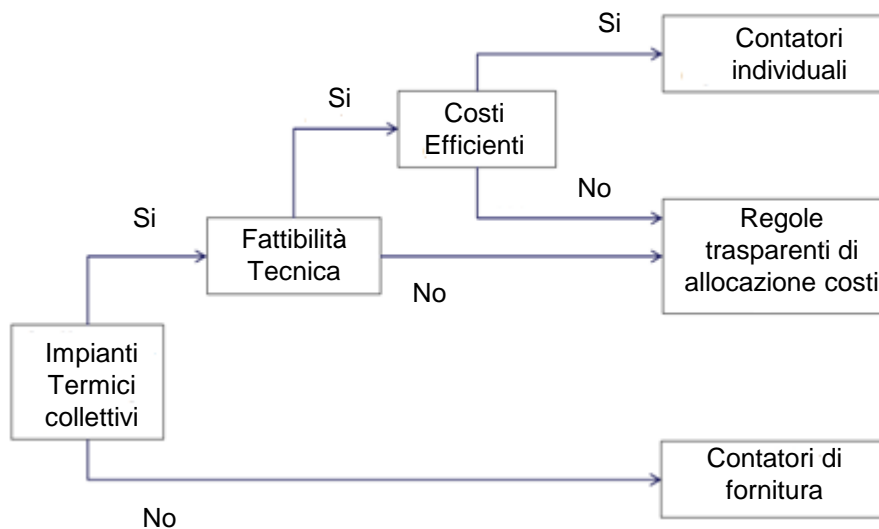 Si
Contatori
individuali
Si
Costi
Efficienti
No
Si
Fattibilità
Tecnica
No
Regole
trasparenti di
allocazione costi
Impianti
Termici
collettivi
No
Contatori di
fornitura